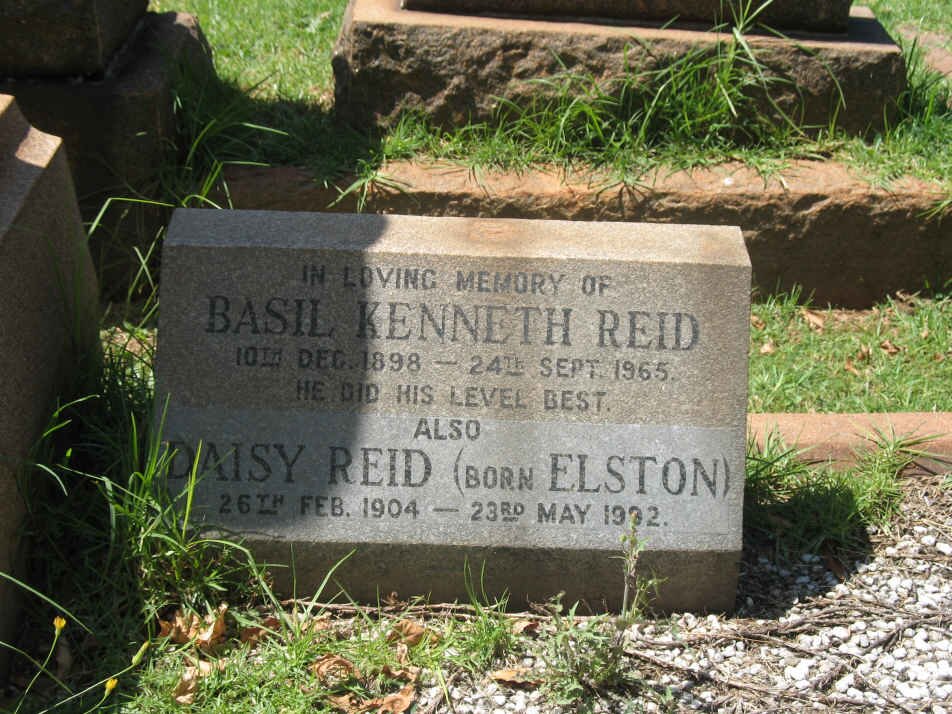 IN LOVING MEMORY OF
BASIL KENNETH REID
10TH DEC. 1898 — 24TH SEPT. 1965.
HE DID HIS LEVEL BEST.
ALSO
DAISY REID (BORN ELSTON)
26TH FEB. 1904 — 23RD MAY 1992.